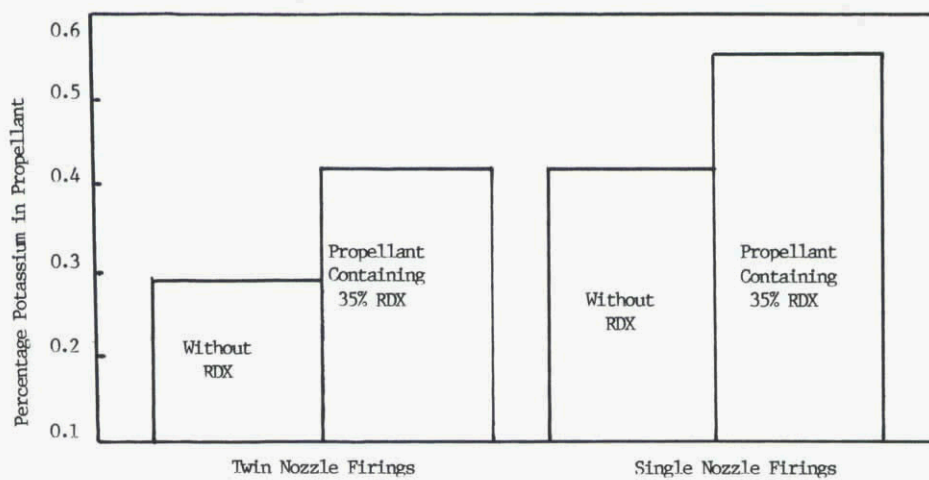 0.6
0.5
0.4
0.3
0.2
0.1
Percentage Potassium in Propellant
Without
RDX
Propellant
Containing
35% RDX
Without
RDX
Propellant
Containing
35% RDX
Twin Nozzle Firings
Single Nozzle Firings